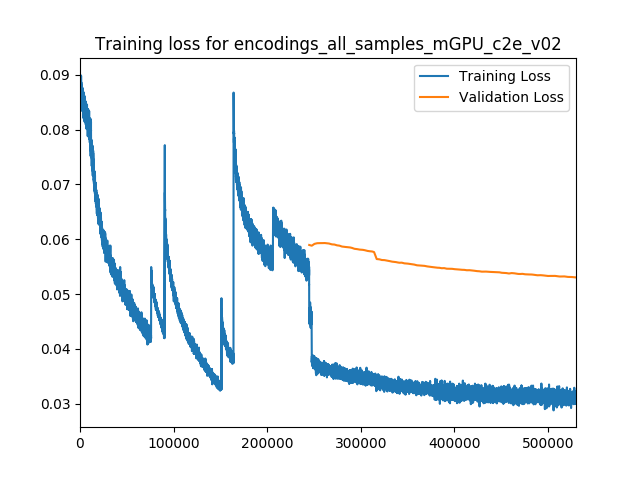 Training loss for encodings_all_samples_mGPU_c2e_v02
Training Loss
Validation Loss
0.09
0.08
0.07
0.06
0.05
0.04
0.03
0 100000 200000 300000 400000 500000